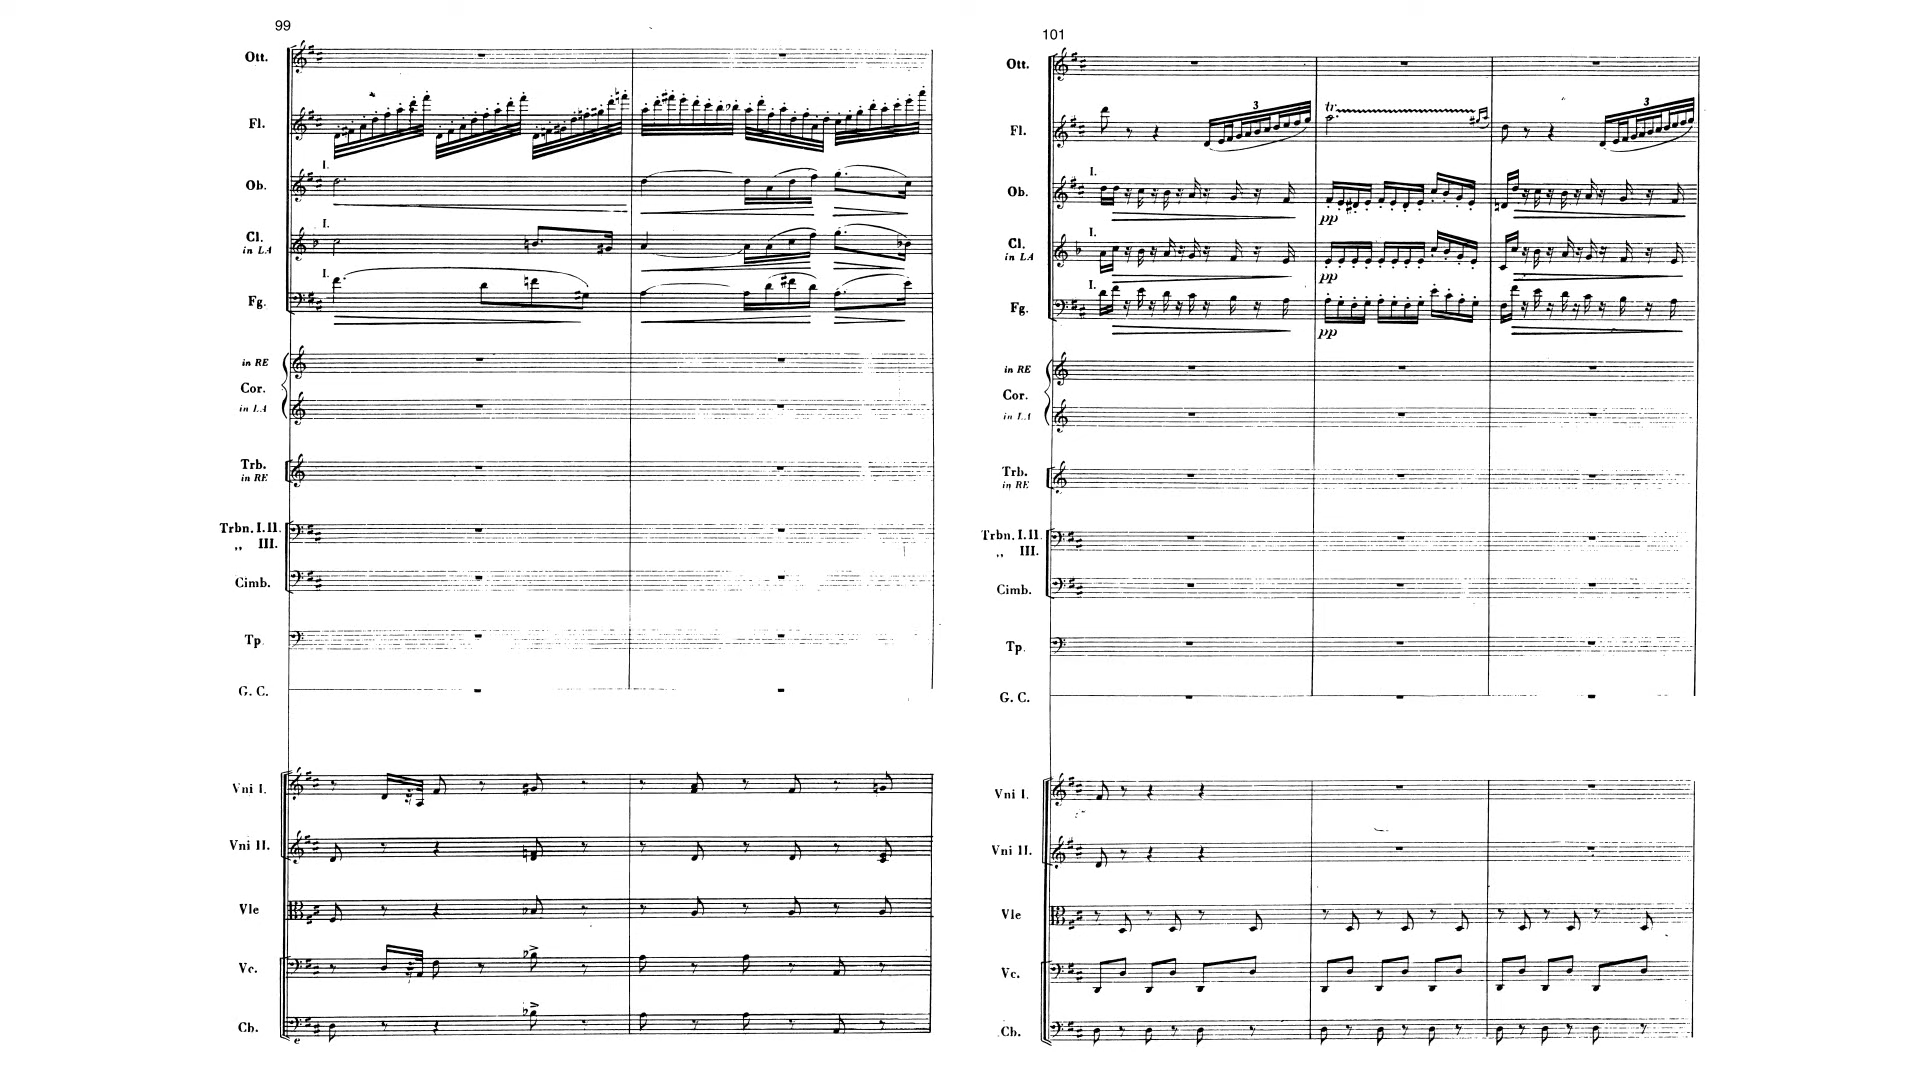 99
Ott.
Fl.
I.
Ob.
I.
Cl.
in LA
I.
Fg.
in RE
Cor.
in LA
Trb.
in RE
Trbn. I. II.
„ III.
Cimb.
Tp.
G. C.
Vni I.
Vni II.
Vle
Vc.
Cb.
101
Ott.
3
tr
3
Fl.
I.
Ob.
pp
I.
Cl.
in LA
pp
I.
Fg.
pp
in RE
Cor.
in LA
Trb.
in RE
Trbn. I. II.
„ III.
Cimb.
Tp.
G. C.
Vni I.
Vni II.
Vle
Vc.
Cb.